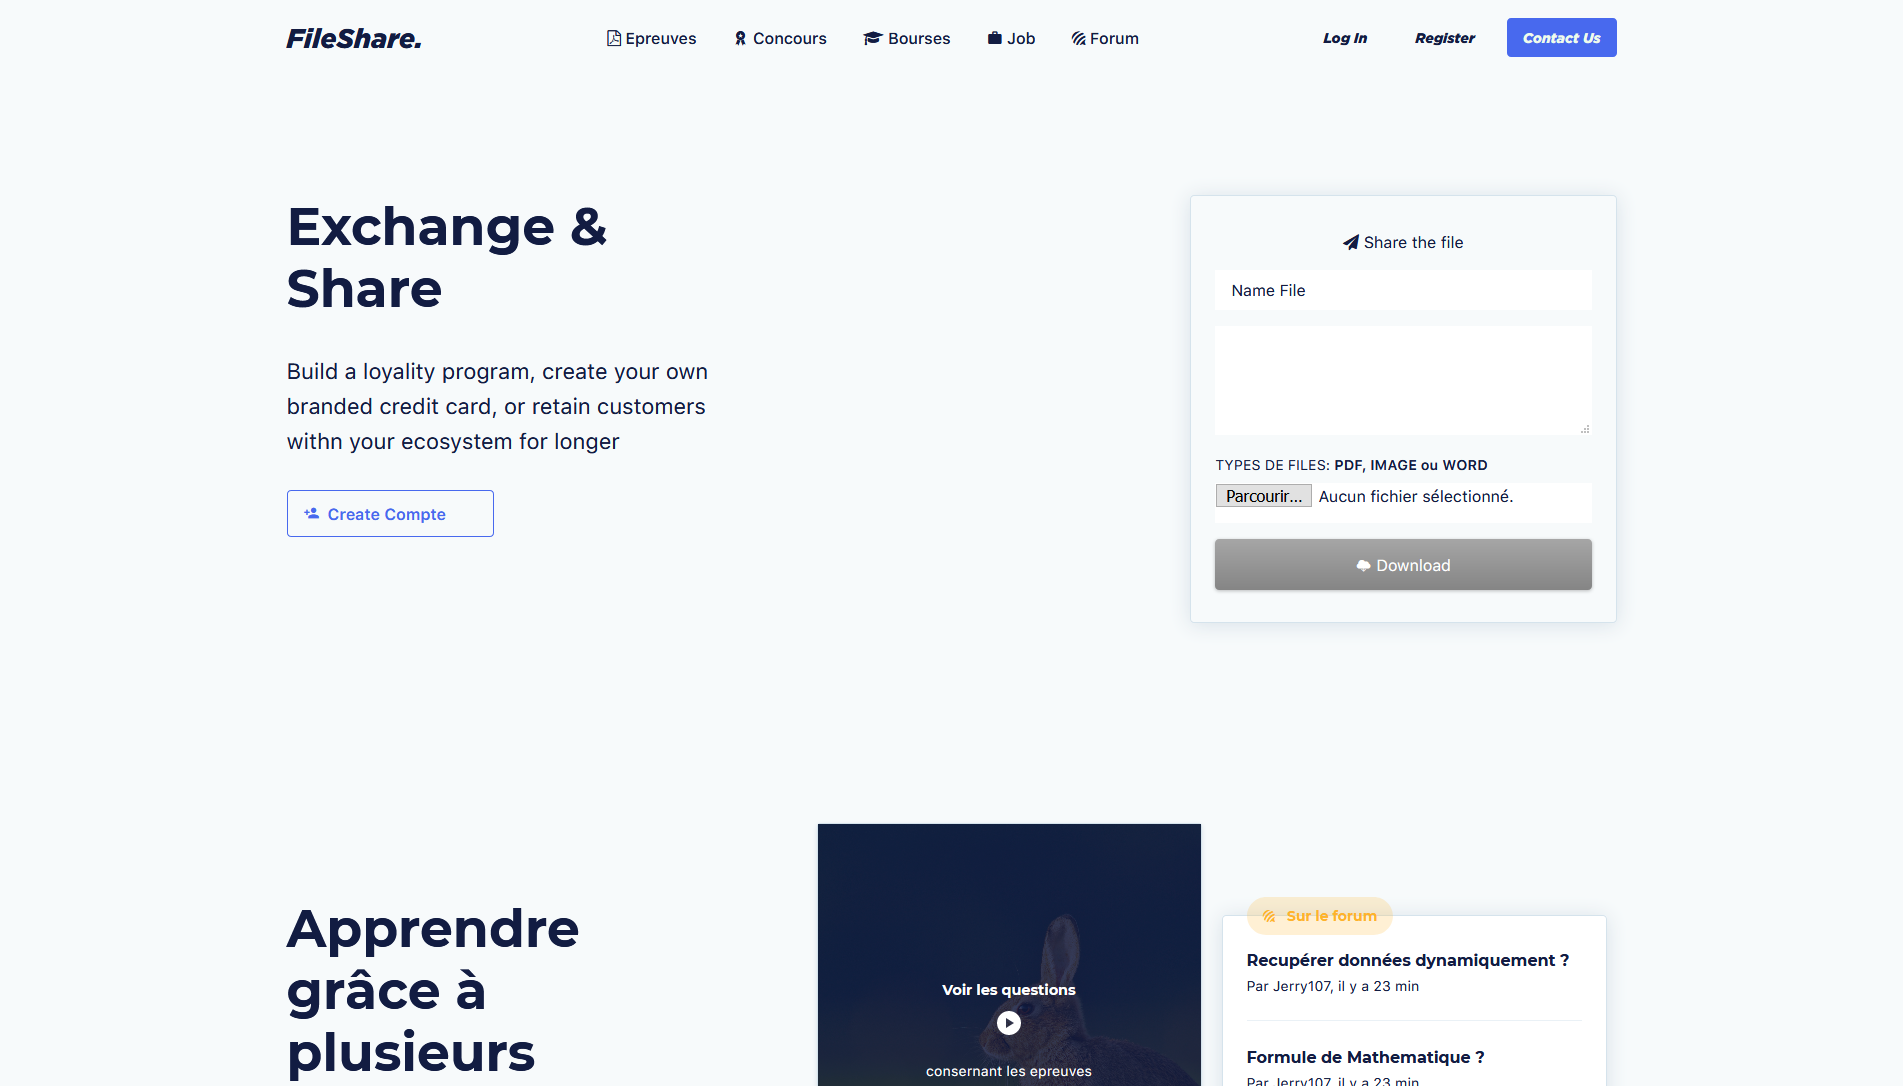 FileShare.
Epreuves
Concours
Bourses
Job
Forum
Log In
Register
Contact Us
Exchange &
Share
Build a loyality program, create your own
branded credit card, or retain customers
withn your ecosystem for longer
Create Compte
Share the file
Name File
TYPES DE FILES: PDF, IMAGE ou WORD
Parcourir... Aucun fichier sélectionné.
Download
Apprendre
grâce à
plusieurs
Voir les questions
consernant les epreuves
Sur le forum
Recupérer données dynamiquement ?
Par Jerry107, il y a 23 min
Formule de Mathematique ?
Par Jerry107, il y a 23 min